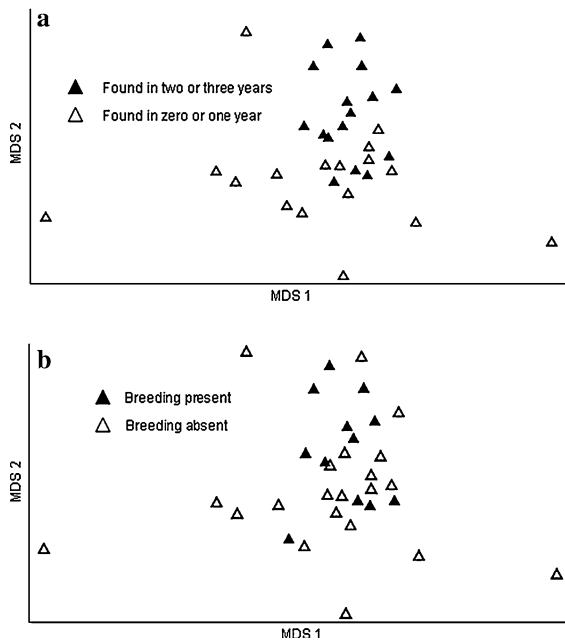 a
Found in two or three years
Found in zero or one year
MDS 2
MDS 1
b
Breeding present
Breeding absent
MDS 2
MDS 1